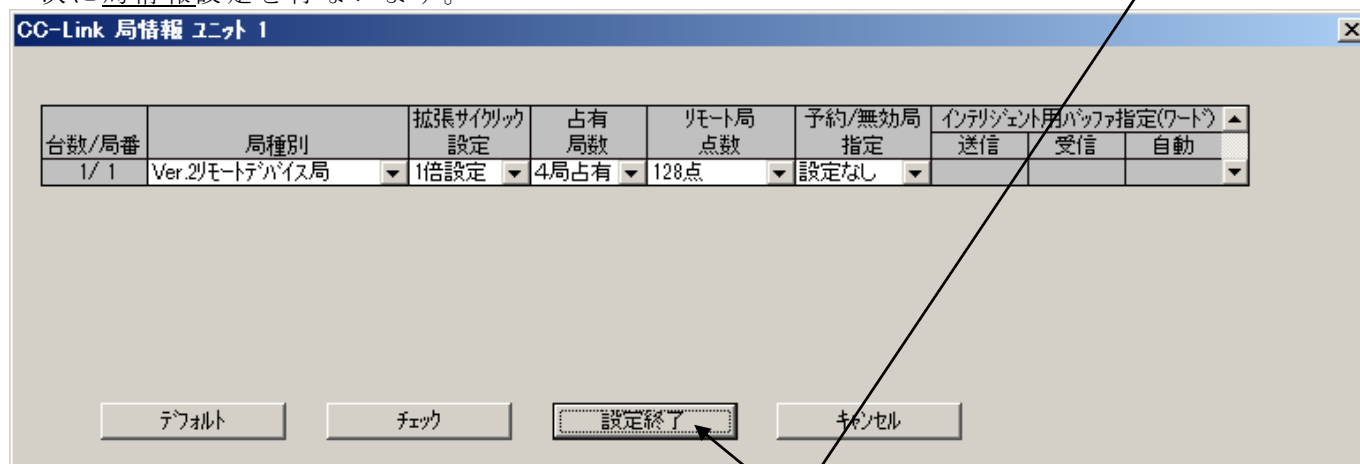 次に局情報設定を行ないます。
CC-Link 局情報 ユニット 1
台数/局番 局種別 拡張サイクリック設定 占有局数 リモート局点数 予約/無効局指定 インテリジェント用バッファ指定(ワード)
送信 受信 自動
1/ 1 Ver.2リモートデバイス局 1倍設定 4局占有 128点 設定なし
デフォルト チェック 設定終了 キャンセル